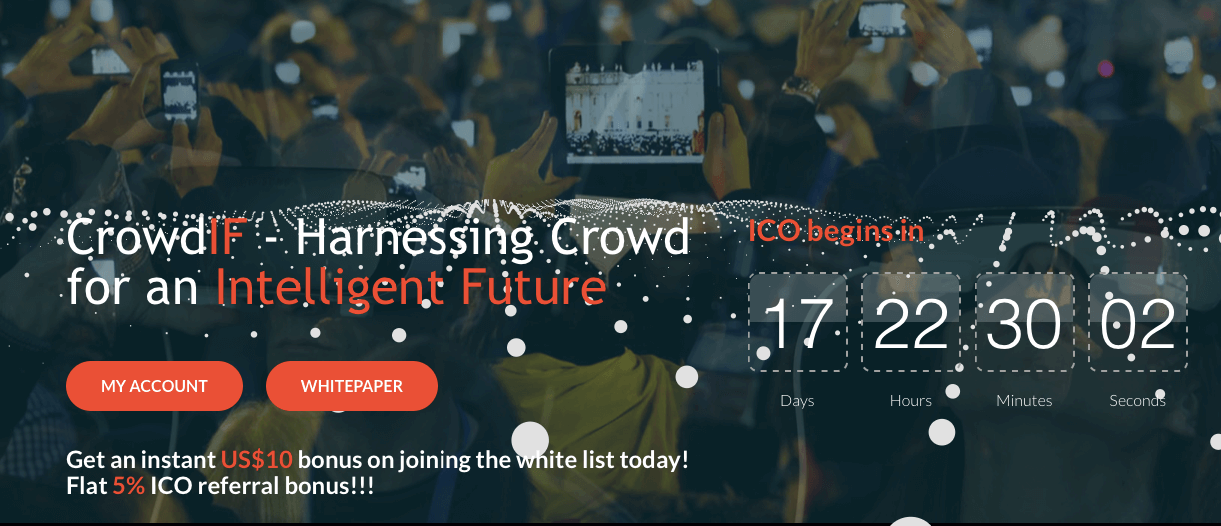 CrowdIF - Harnessing Crowd
for an Intelligent Future
MY ACCOUNT
WHITEPAPER
Get an instant US$10 bonus on joining the white list today!
Flat 5% ICO referral bonus!!!
ICO begins in
17 22 30 02
Days Hours Minutes Seconds